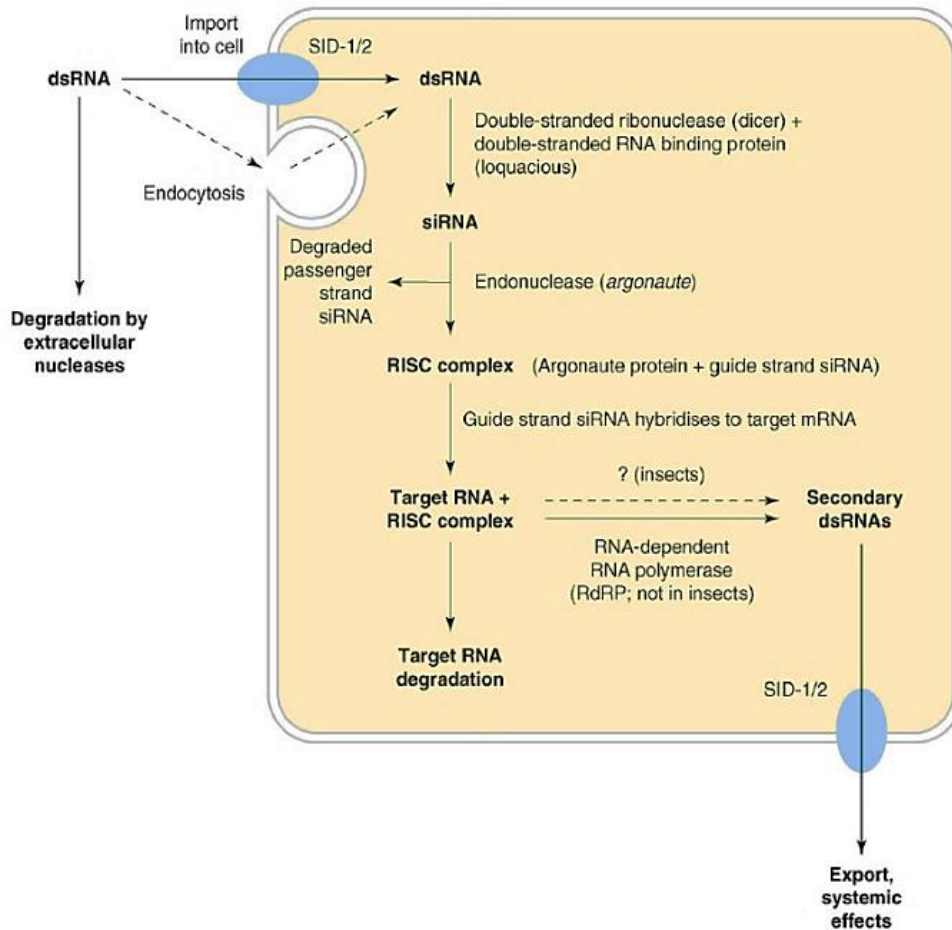 Import
into cell
SID-1/2
dsRNA
dsRNA
Double-stranded ribonuclease (dicer) +
double-stranded RNA binding protein
(loquacious)
Endocytosis
siRNA
Degraded
passenger
strand
siRNA
Endonuclease (argonaute)
Degradation by
extracellular
nucleases
RISC complex (Argonaute protein + guide strand siRNA)
Guide strand siRNA hybridises to target mRNA
Target RNA +
RISC complex
? (insects)
Secondary
dsRNAs
RNA-dependent
RNA polymerase
(RdRP; not in insects)
Target RNA
degradation
SID-1/2
Export,
systemic
effects